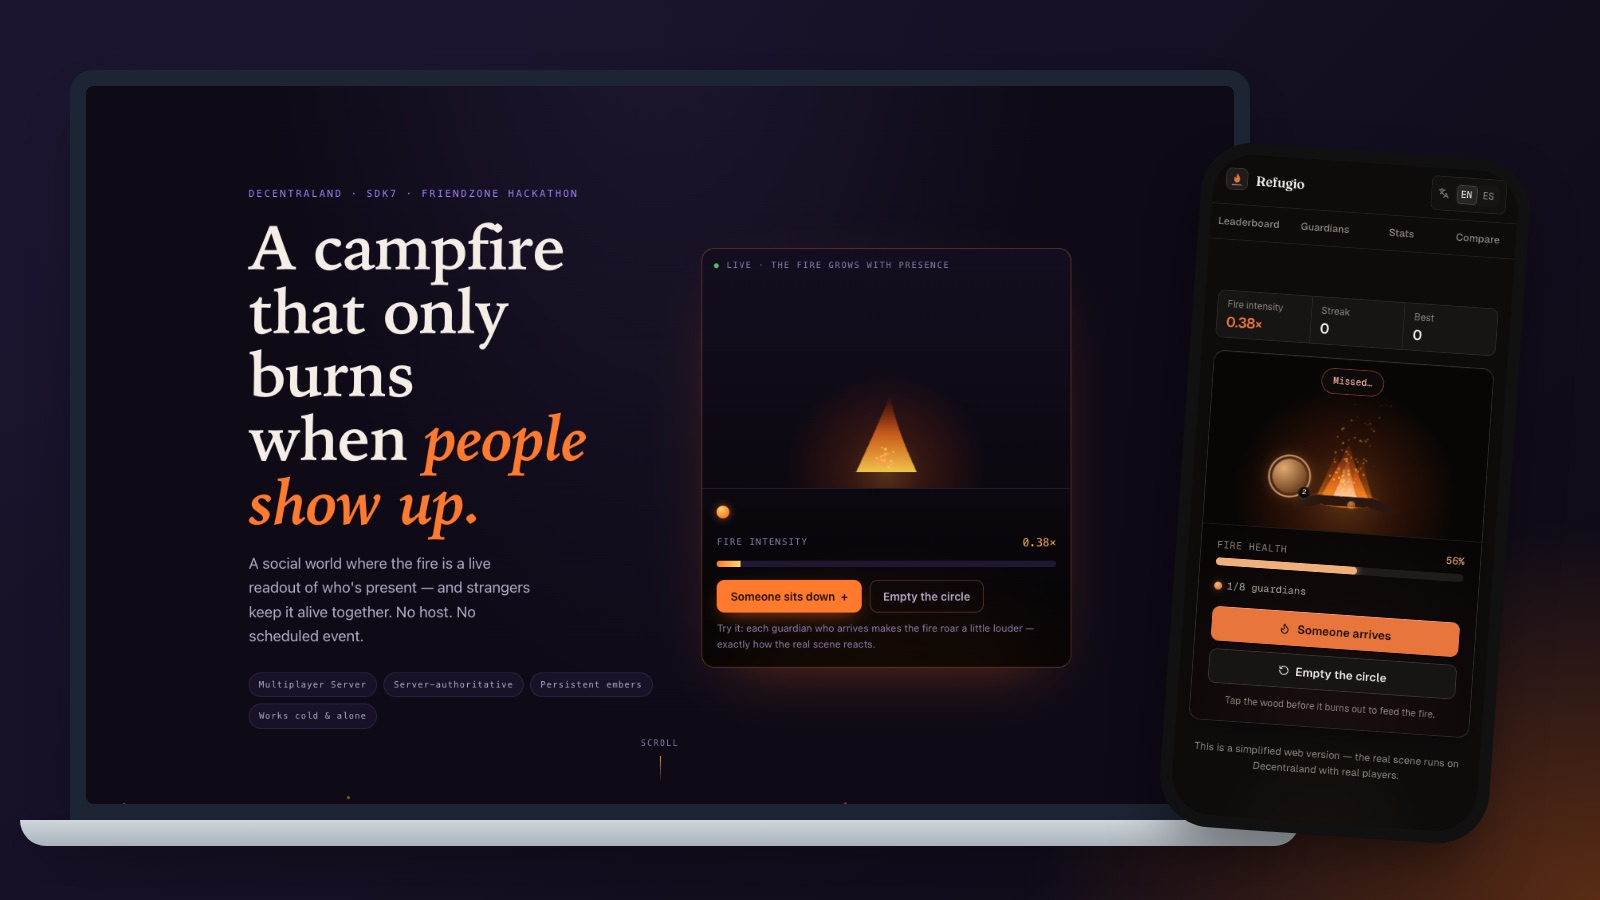 DECENTRALAND · SDK7 · FRIENDZONE HACKATHON
A campfire
that only
burns
when people
show up.
A social world where the fire is a live
readout of who's present — and strangers
keep it alive together. No host. No
scheduled event.
Multiplayer Server
Server-authoritative
Persistent embers
Works cold & alone
SCROLL
LIVE · THE FIRE GROWS WITH PRESENCE
FIRE INTENSITY 0.38×
Someone sits down +
Empty the circle
Try it: each guardian who arrives makes the fire roar a little louder —
exactly how the real scene reacts.
Refugio
EN ES
Leaderboard Guardians Stats Compare
Fire intensity Streak Best
0.38× 0 0
Missed…
2
FIRE HEALTH 56%
1/8 guardians
Someone arrives
Empty the circle
Tap the wood before it burns out to feed the fire.
This is a simplified web version — the real scene runs on
Decentraland with real players.